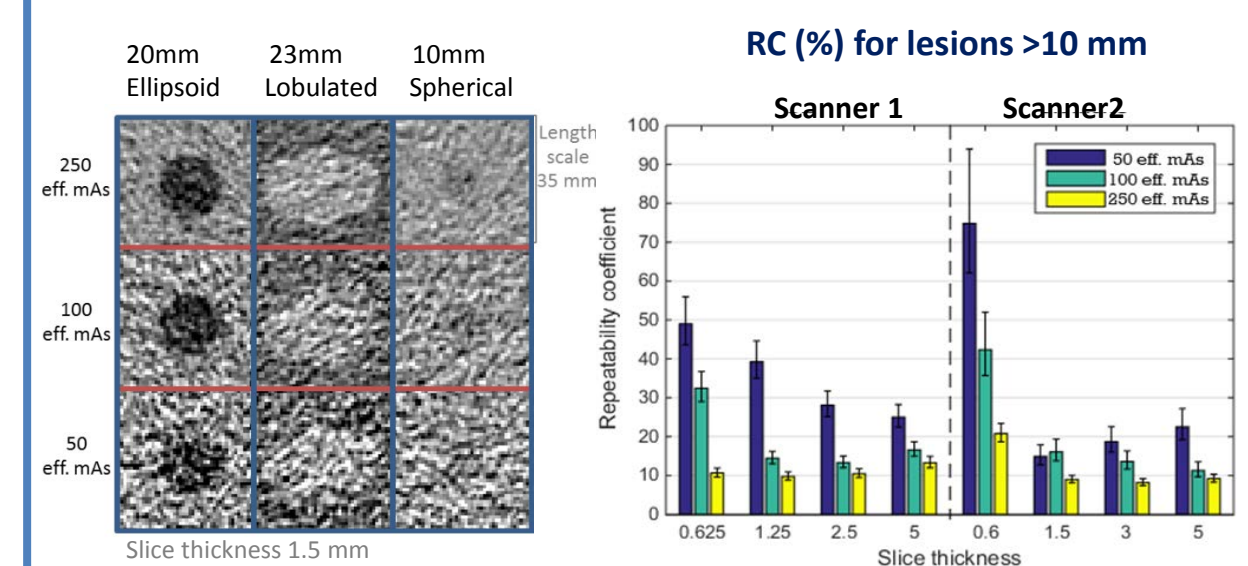 20mm 23mm 10mm
Ellipsoid Lobulated Spherical
250
eff. mAs
100
eff. mAs
50
eff. mAs
Length
scale
35 mm
Slice thickness 1.5 mm
RC (%) for lesions >10 mm
Scanner 1 Scanner2
Repeatability coefficient
100
90
80
70
60
50
40
30
20
10
0
50 eff. mAs
100 eff. mAs
250 eff. mAs
0.625 1.25 2.5 5 0.6 1.5 3 5
Slice thickness